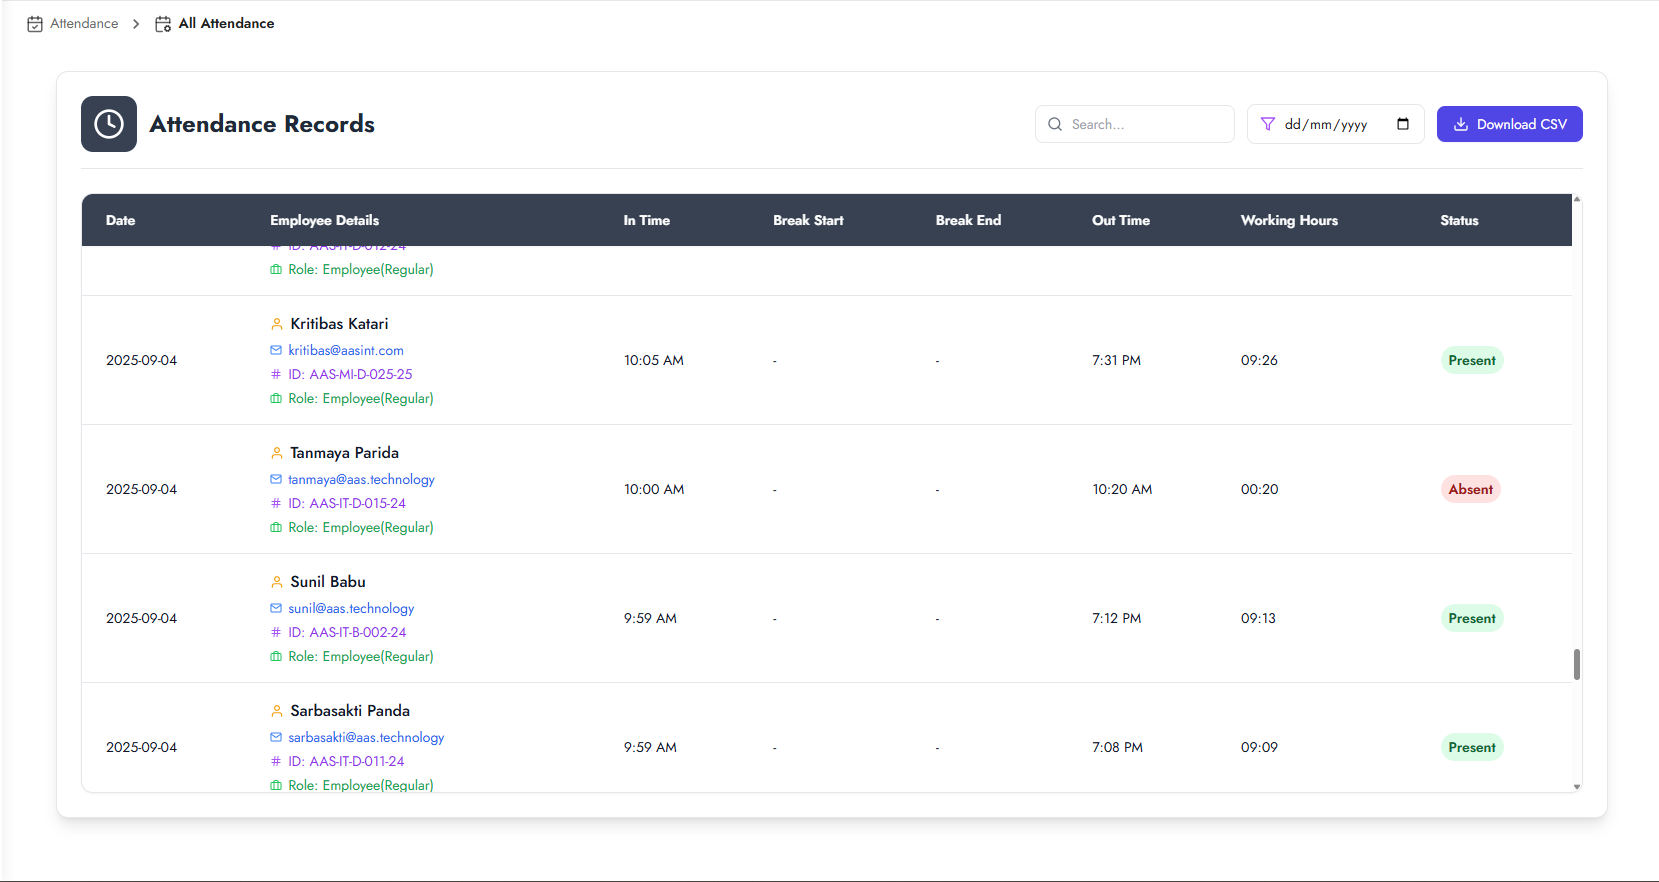 Attendance > All Attendance
Attendance Records
Search...
dd/mm/yyyy
Download CSV
Date Employee Details In Time Break Start Break End Out Time Working Hours Status
# ID: AAS-IT-D-012-24
Role: Employee(Regular)
Kritibas Katari
kritibas@aasint.com
2025-09-04 10:05 AM - - 7:31 PM 09:26 Present
# ID: AAS-MI-D-025-25
Role: Employee(Regular)
Tanmaya Parida
tanmaya@aas.technology
2025-09-04 10:00 AM - - 10:20 AM 00:20 Absent
# ID: AAS-IT-D-015-24
Role: Employee(Regular)
Sunil Babu
sunil@aas.technology
2025-09-04 9:59 AM - - 7:12 PM 09:13 Present
# ID: AAS-IT-B-002-24
Role: Employee(Regular)
Sarbasakti Panda
sarbasakti@aas.technology
2025-09-04 9:59 AM - - 7:08 PM 09:09 Present
# ID: AAS-IT-D-011-24
Role: Employee(Regular)